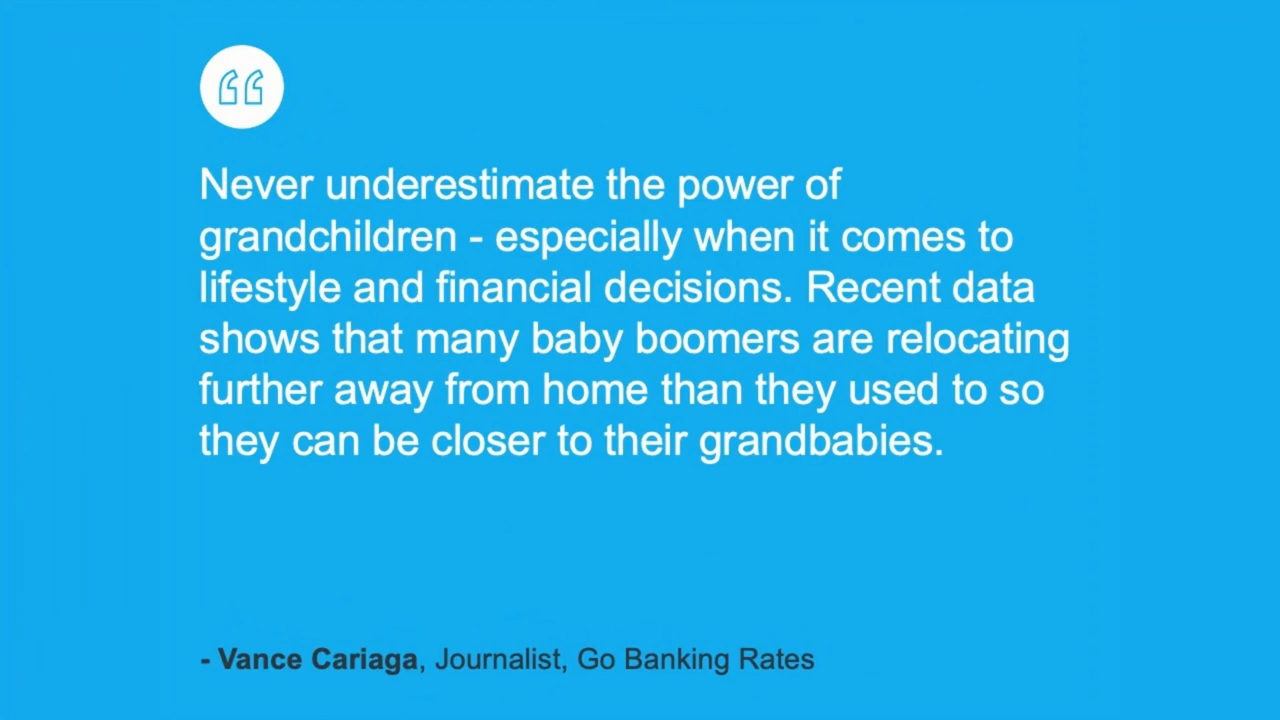 “
Never underestimate the power of
grandchildren - especially when it comes to
lifestyle and financial decisions. Recent data
shows that many baby boomers are relocating
further away from home than they used to so
they can be closer to their grandbabies.
- Vance Cariaga, Journalist, Go Banking Rates